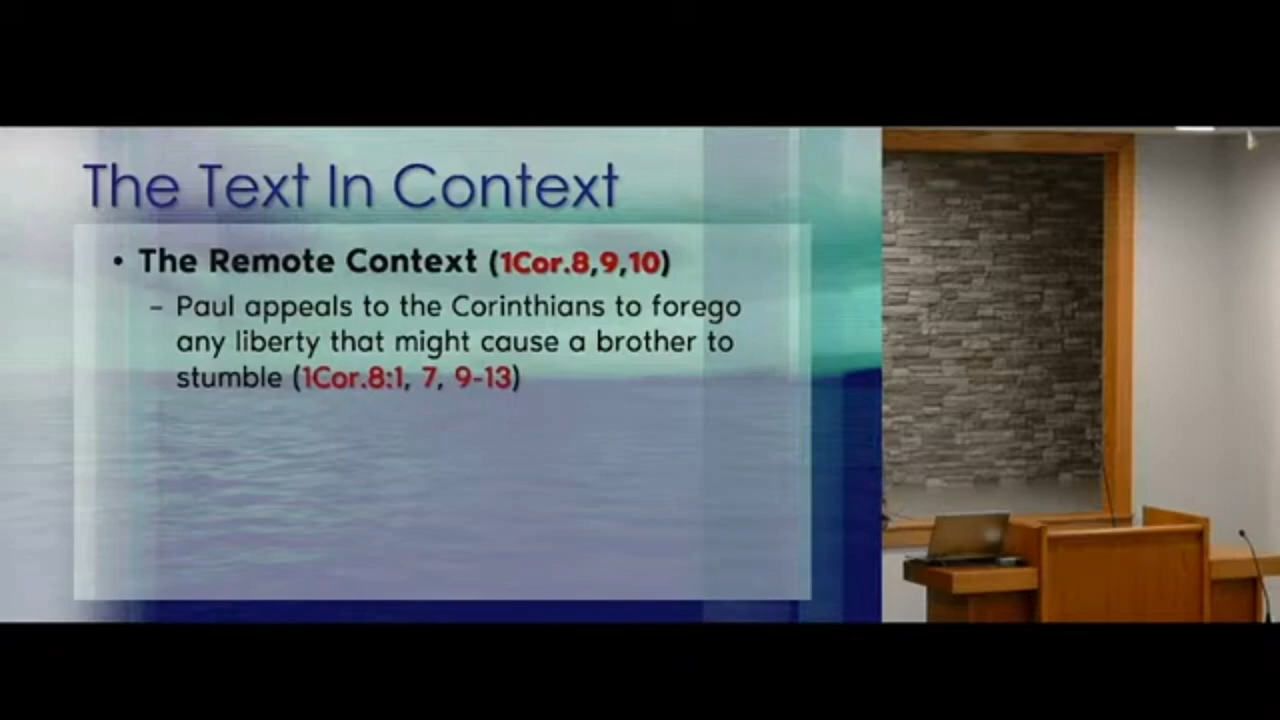 The Text In Context
• The Remote Context (1Cor.8,9,10)
– Paul appeals to the Corinthians to forego
any liberty that might cause a brother to
stumble (1Cor.8:1, 7, 9-13)